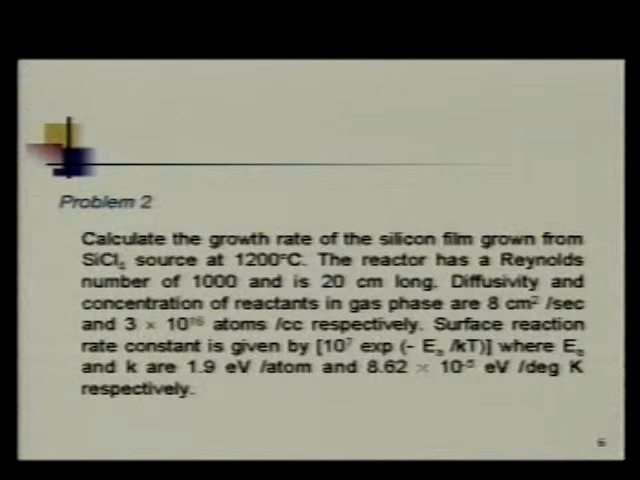 Problem 2
Calculate the growth rate of the silicon film grown from
SiCl₄ source at 1200°C. The reactor has a Reynolds
number of 1000 and is 20 cm long. Diffusivity and
concentration of reactants in gas phase are 8 cm² /sec
and 3 × 10¹⁶ atoms /cc respectively. Surface reaction
rate constant is given by [10⁷ exp (- Eₐ /kT)] where Eₐ
and k are 1.9 eV /atom and 8.62 × 10⁻⁵ eV /deg K
respectively.
6